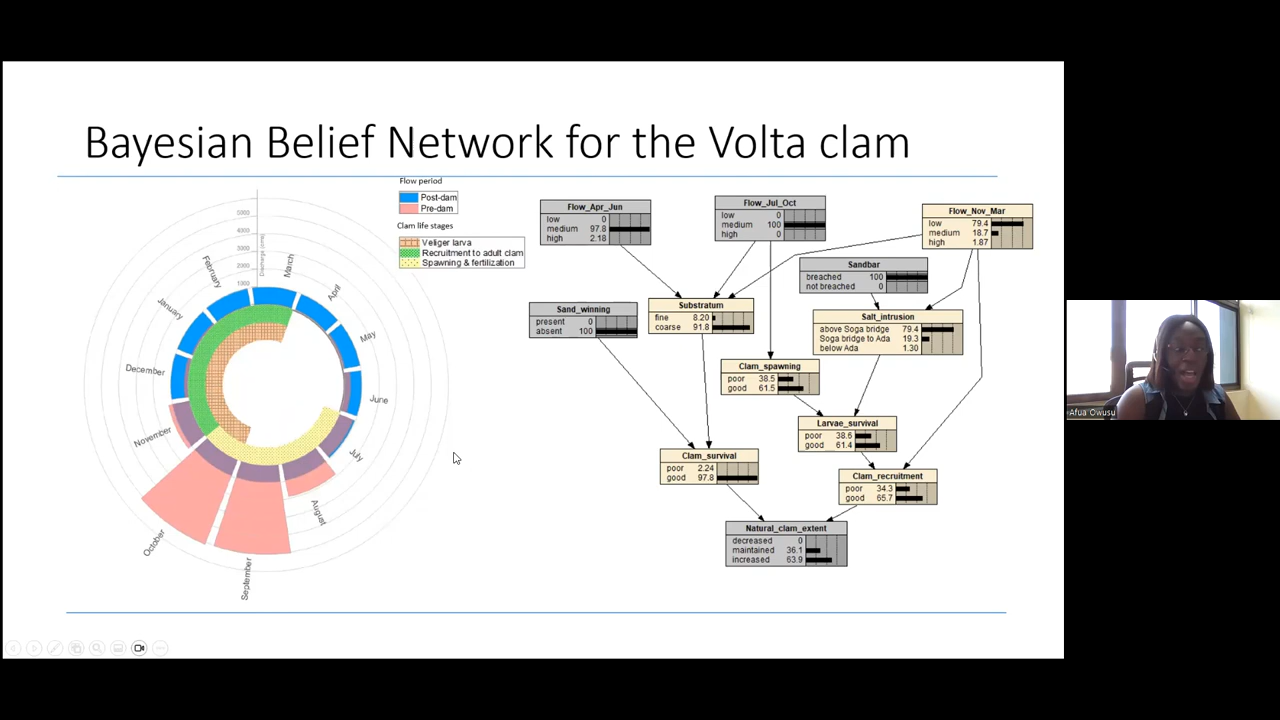 Bayesian Belief Network for the Volta clam
Flow period
Post-dam
Pre-dam
Clam life stages
Veliger larva
Recruitment to adult clam
Spawning & fertilization
Discharge (cms)
5000
4000
3000
2000
1000
January
February
March
April
May
June
July
August
September
October
November
December
Flow_Apr_Jun
low 0
medium 97.8
high 2.18
Flow_Jul_Oct
low 0
medium 100
high 0
Flow_Nov_Mar
low 79.4
medium 18.7
high 1.87
Sandbar
breached 100
not breached 0
Sand_winning
present 0
absent 100
Substratum
fine 8.20
coarse 91.8
Salt_intrusion
above Soga bridge 79.4
Soga bridge to Ada 19.3
below Ada 1.30
Clam_spawning
poor 38.5
good 61.5
Larvae_survival
poor 38.6
good 61.4
Clam_survival
poor 2.24
good 97.8
Clam_recruitment
poor 34.3
good 65.7
Natural_clam_extent
decreased 0
maintained 36.1
increased 63.9
Afua Owusu